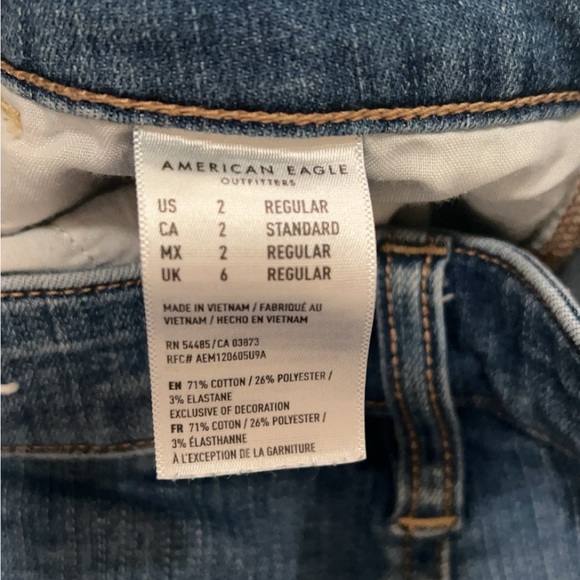 AMERICAN EAGLE
OUTFITTERS
US 2 REGULAR
CA 2 STANDARD
MX 2 REGULAR
UK 6 REGULAR
MADE IN VIETNAM / FABRIQUÉ AU
VIETNAM / HECHO EN VIETNAM
RN 54485/CA 03873
RFC# AEM120605U9A
EN 71% COTTON / 26% POLYESTER /
3% ELASTANE
EXCLUSIVE OF DECORATION
FR 71% COTON / 26% POLYESTER /
3% ÉLASTHANNE
À L'EXCEPTION DE LA GARNITURE